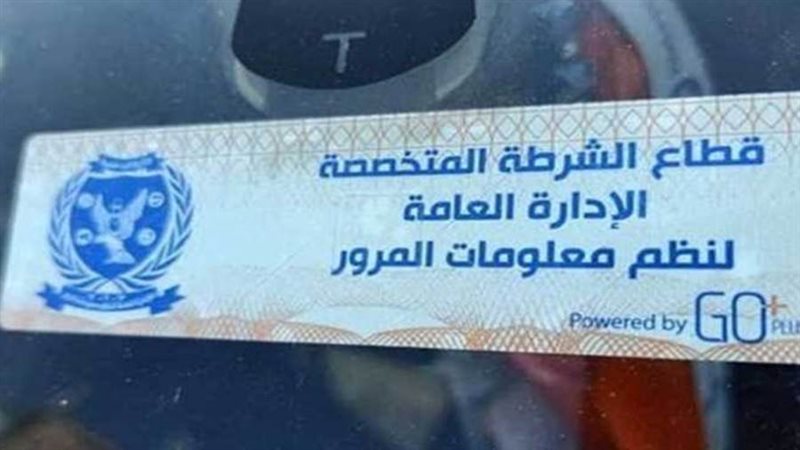 T
قطاع الشرطة المتخصصة
الإدارة العامة
لنظم معلومات المرور
Powered by GO+